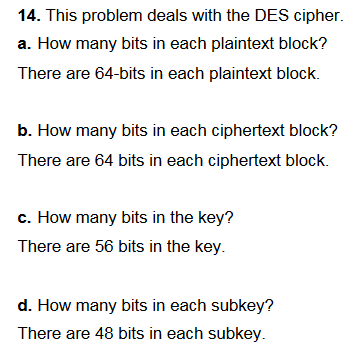 14. This problem deals with the DES cipher.
a. How many bits in each plaintext block?
There are 64-bits in each plaintext block.
b. How many bits in each ciphertext block?
There are 64 bits in each ciphertext block.
c. How many bits in the key?
There are 56 bits in the key.
d. How many bits in each subkey?
There are 48 bits in each subkey.